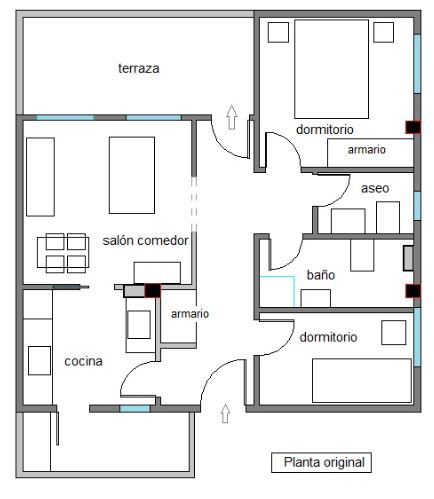 terraza
dormitorio
armario
aseo
salón comedor
baño
armario
dormitorio
cocina
Planta original